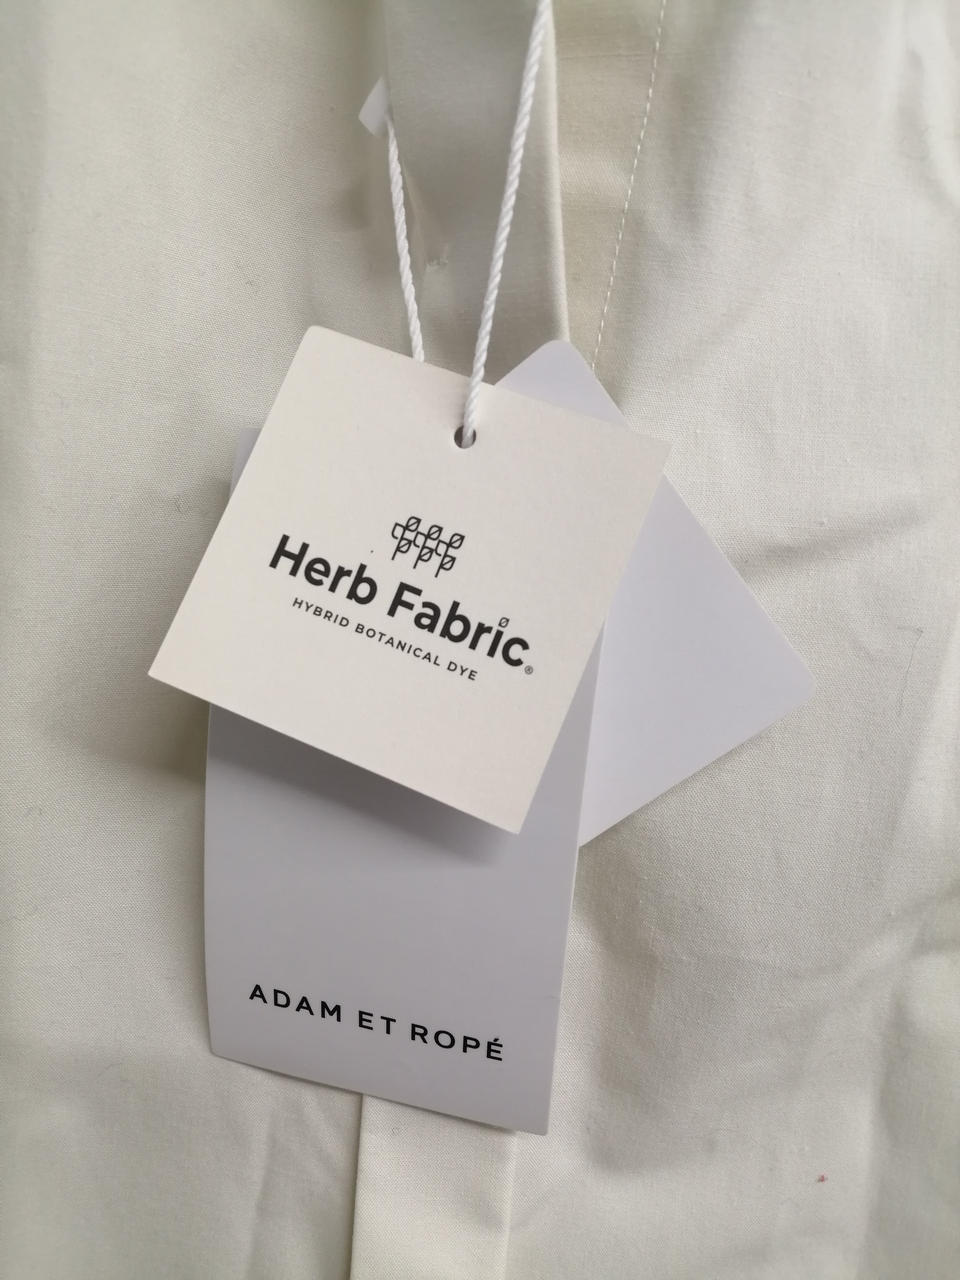 Herb Fabric®
HYBRID BOTANICAL DYE
ADAM ET ROPÉ